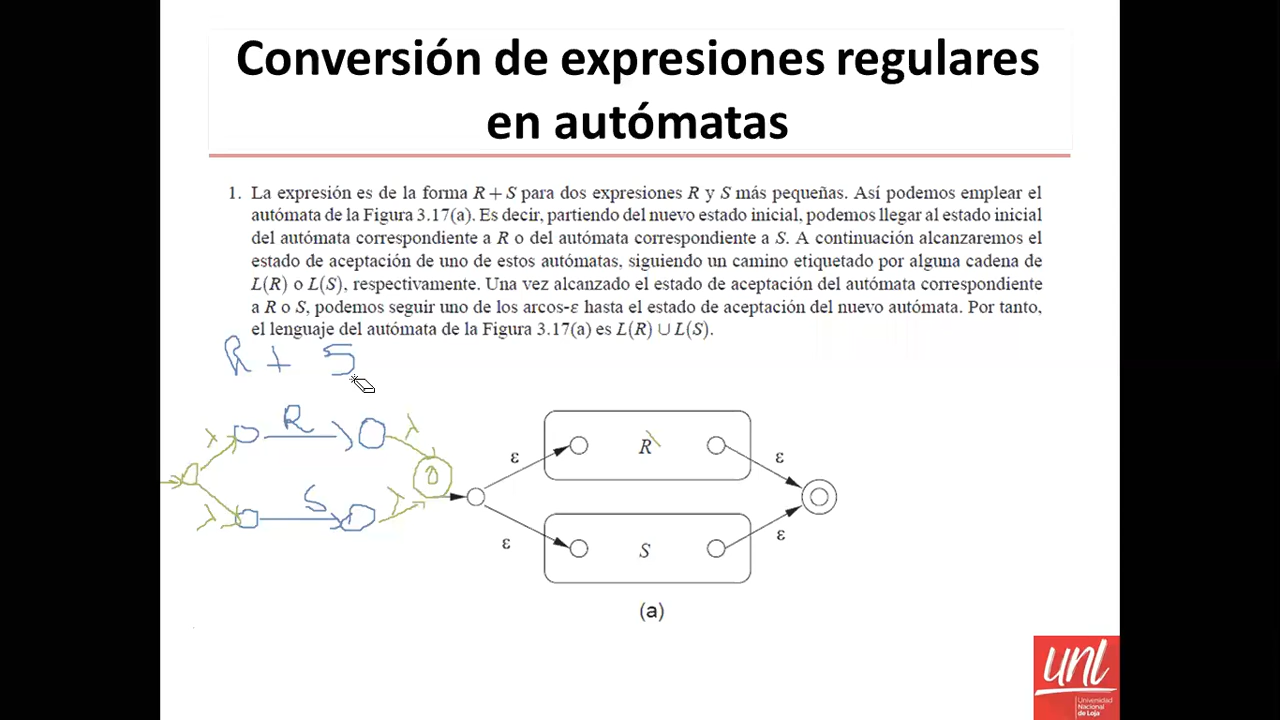 Conversión de expresiones regulares
en autómatas
1. La expresión es de la forma R + S para dos expresiones R y S más pequeñas. Así podemos emplear el
autómata de la Figura 3.17(a). Es decir, partiendo del nuevo estado inicial, podemos llegar al estado inicial
del autómata correspondiente a R o del autómata correspondiente a S. A continuación alcanzaremos el
estado de aceptación de uno de estos autómatas, siguiendo un camino etiquetado por alguna cadena de
L(R) o L(S), respectivamente. Una vez alcanzado el estado de aceptación del autómata correspondiente
a R o S, podemos seguir uno de los arcos-ε hasta el estado de aceptación del nuevo autómata. Por tanto,
el lenguaje del autómata de la Figura 3.17(a) es L(R) ∪ L(S).
R + S
λ R λ
λ S λ
ε R ε
ε S ε
(a)
unl
Universidad
Nacional
de Loja